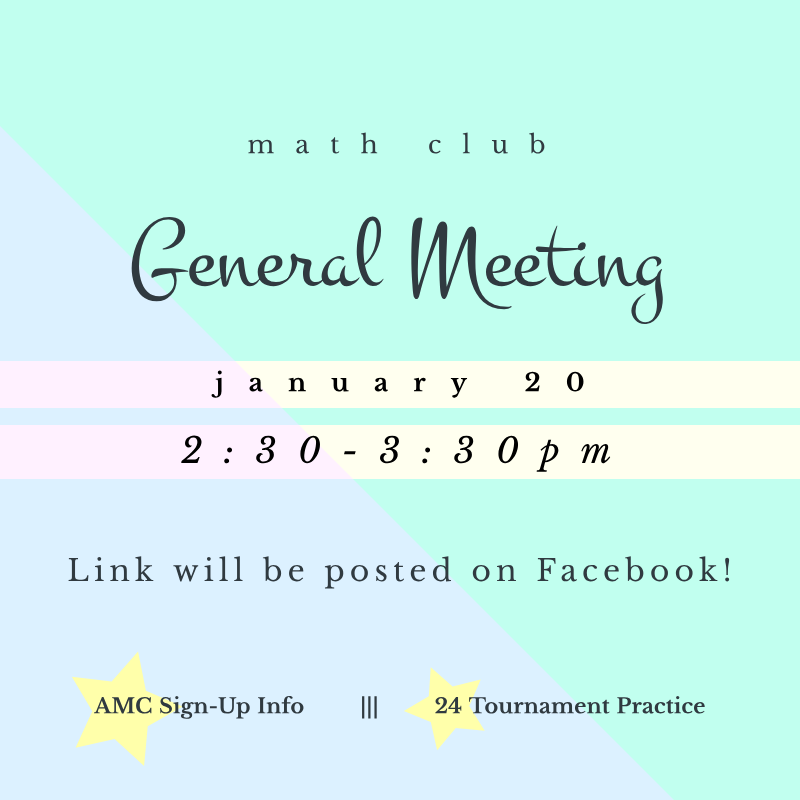 math club
General Meeting
january 20
2:30-3:30pm
Link will be posted on Facebook!
AMC Sign-Up Info ||| 24 Tournament Practice